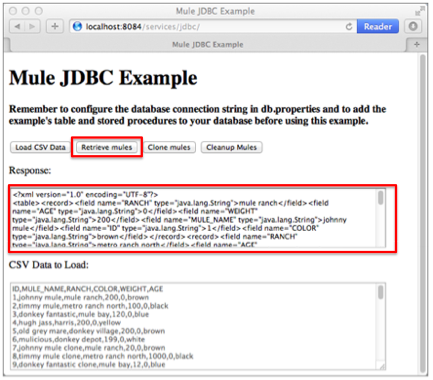 Mule JDBC Example
localhost:8084/services/jdbc/
Reader
Mule JDBC Example
Mule JDBC Example
Remember to configure the database connection string in db.properties and to add the
example's table and stored procedures to your database before using this example.
Load CSV Data Retrieve mules Clone mules Cleanup Mules
Response:
<?xml version="1.0" encoding="UTF-8"?>
<table><record><field name="RANCH" type="java.lang.String">mule ranch</field><field
name="AGE" type="java.lang.String">0</field><field name="WEIGHT"
type="java.lang.String">200</field><field name="MULE_NAME" type="java.lang.String">johnny
mule</field><field name="ID" type="java.lang.String">1</field><field name="COLOR"
type="java.lang.String">brown</field></record><record><field name="RANCH"
type="java.lang.String">metro ranch north</field><field name="AGE"
CSV Data to Load:
ID,MULE_NAME,RANCH,COLOR,WEIGHT,AGE
1,johnny mule,mule ranch,200,0,brown
2,timmy mule,metro ranch north,100,0,black
3,donkey fantastic,mule bay,120,0,blue
4,hugh jass,harris,200,0,yellow
5,old grey mare,donkey village,200,0,brown
6,mulicious,donkey depot,199,0,white
7,johnny mule clone,mule ranch,20,0,brown
8,timmy mule clone,metro ranch north,1000,0,black
9,donkey fantastic clone,mule bay,12,0,blue